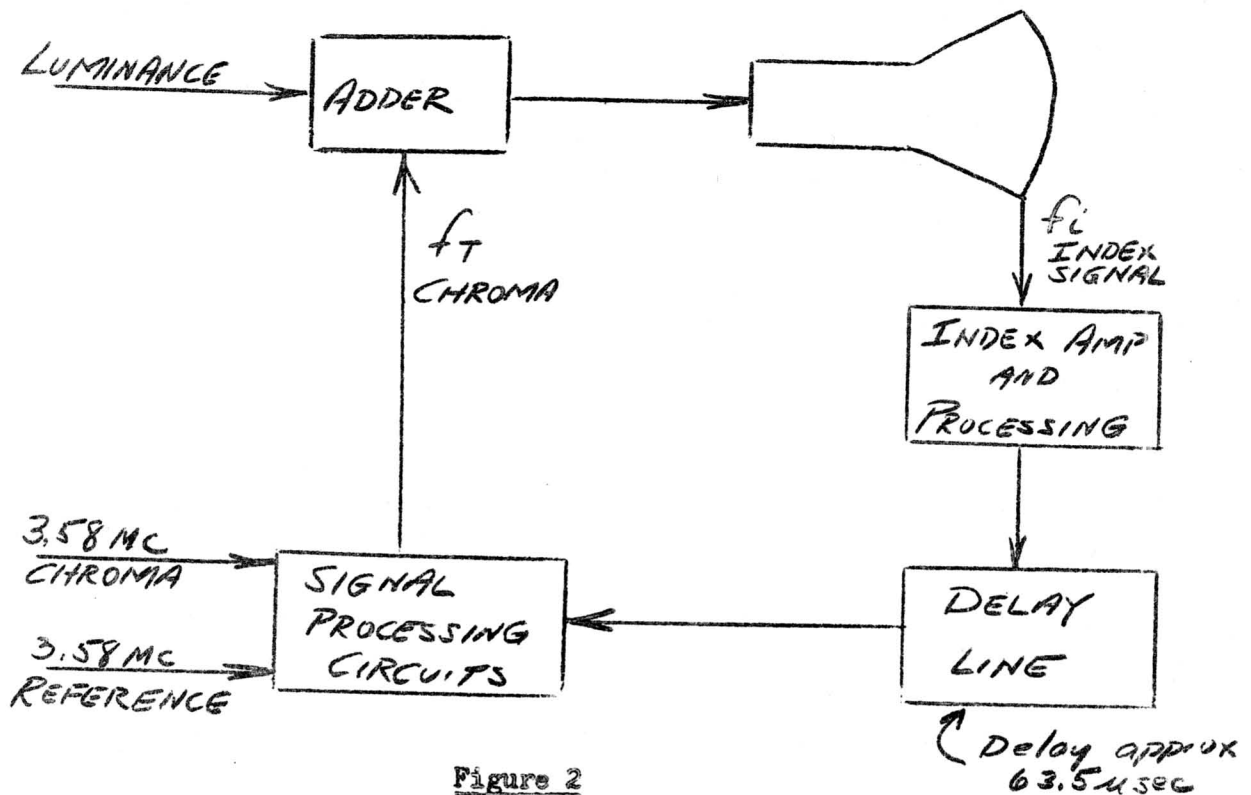 LUMINANCE
ADDER
fT
CHROMA
fi
INDEX
SIGNAL
INDEX AMP
AND
PROCESSING
3.58 MC
CHROMA
3.58 MC
REFERENCE
SIGNAL
PROCESSING
CIRCUITS
DELAY
LINE
Delay approx
63.5 μsec
Figure 2